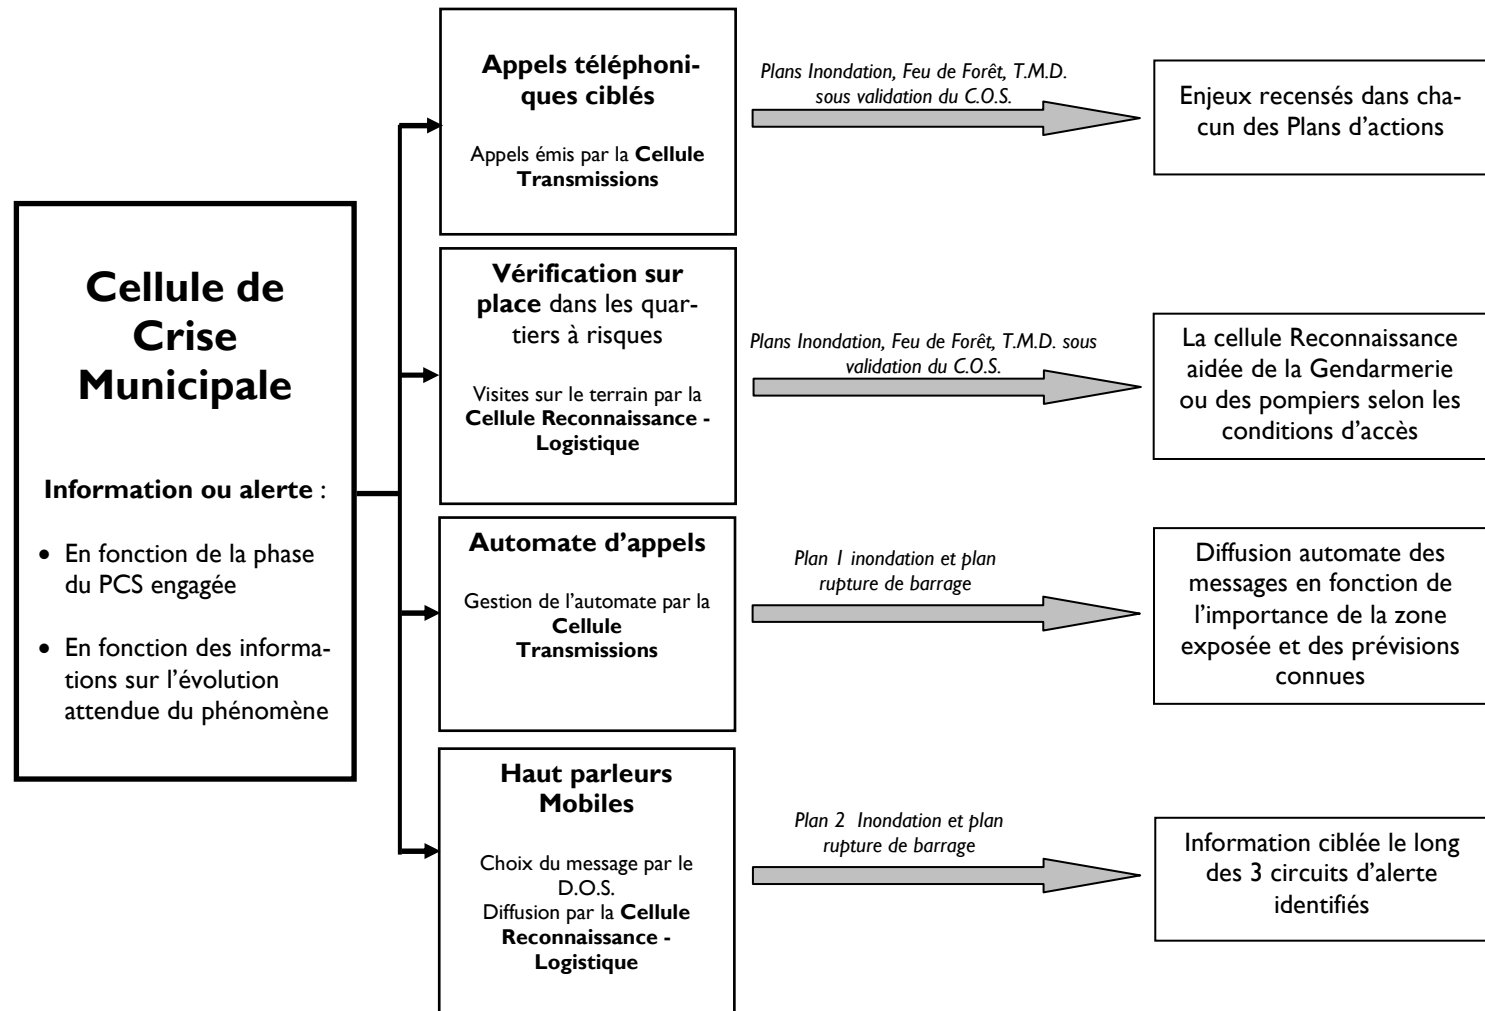 Cellule de
Crise
Municipale
Information ou alerte :
• En fonction de la phase
du PCS engagée
• En fonction des informa-
tions sur l'évolution
attendue du phénomène
Appels téléphoni-
ques ciblés
Appels émis par la Cellule
Transmissions
Plans Inondation, Feu de Forêt, T.M.D.
sous validation du C.O.S.
Enjeux recensés dans cha-
cun des Plans d'actions
Vérification sur
place dans les quar-
tiers à risques
Visites sur le terrain par la
Cellule Reconnaissance -
Logistique
Plans Inondation, Feu de Forêt, T.M.D. sous
validation du C.O.S.
La cellule Reconnaissance
aidée de la Gendarmerie
ou des pompiers selon les
conditions d'accès
Automate d'appels
Gestion de l'automate par la
Cellule
Transmissions
Plan 1 inondation et plan
rupture de barrage
Diffusion automate des
messages en fonction de
l'importance de la zone
exposée et des prévisions
connues
Haut parleurs
Mobiles
Choix du message par le
D.O.S.
Diffusion par la Cellule
Reconnaissance -
Logistique
Plan 2 Inondation et plan
rupture de barrage
Information ciblée le long
des 3 circuits d'alerte
identifiés